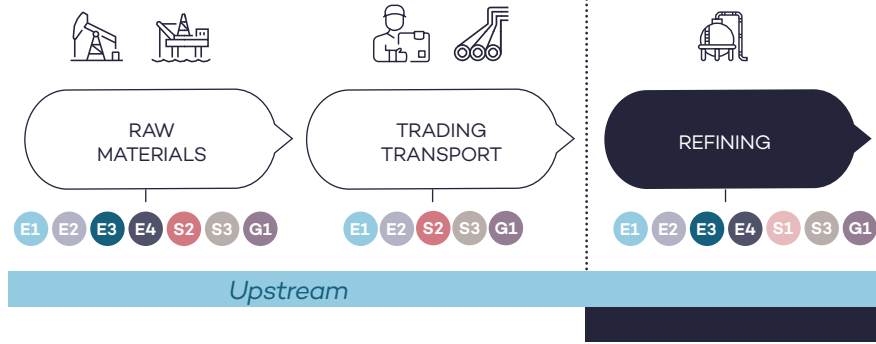 RAW
MATERIALS
TRADING
TRANSPORT
REFINING
E1 E2 E3 E4 S2 S3 G1
E1 E2 S2 S3 G1
E1 E2 E3 E4 S1 S3 G1
Upstream